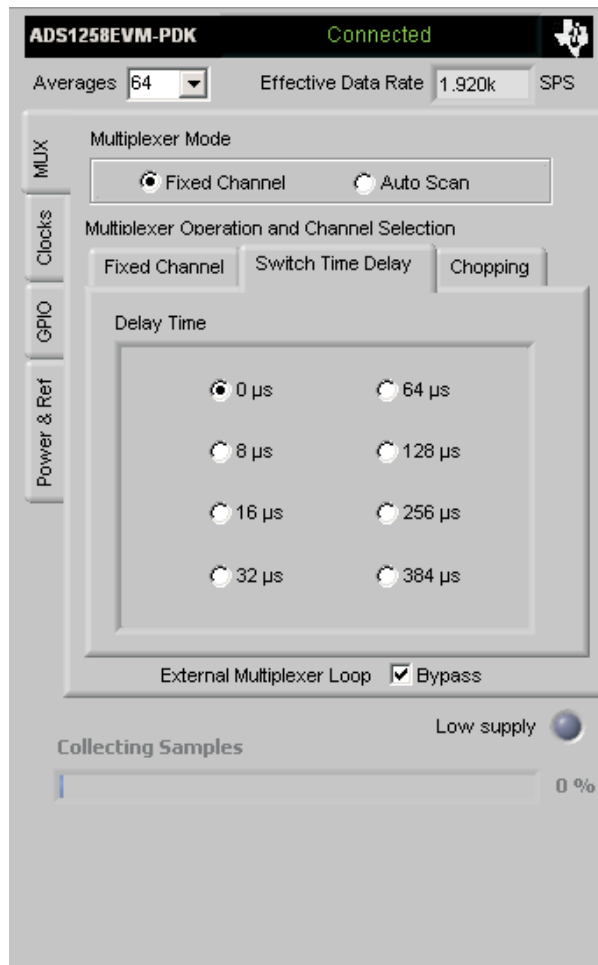 ADS1258EVM-PDK Connected
Averages 64 Effective Data Rate 1.920k SPS
MUX
Clocks
GPIO
Power & Ref
Multiplexer Mode
Fixed Channel Auto Scan
Multiplexer Operation and Channel Selection
Fixed Channel Switch Time Delay Chopping
Delay Time
0 µs 64 µs
8 µs 128 µs
16 µs 256 µs
32 µs 384 µs
External Multiplexer Loop Bypass
Low supply
Collecting Samples
0 %